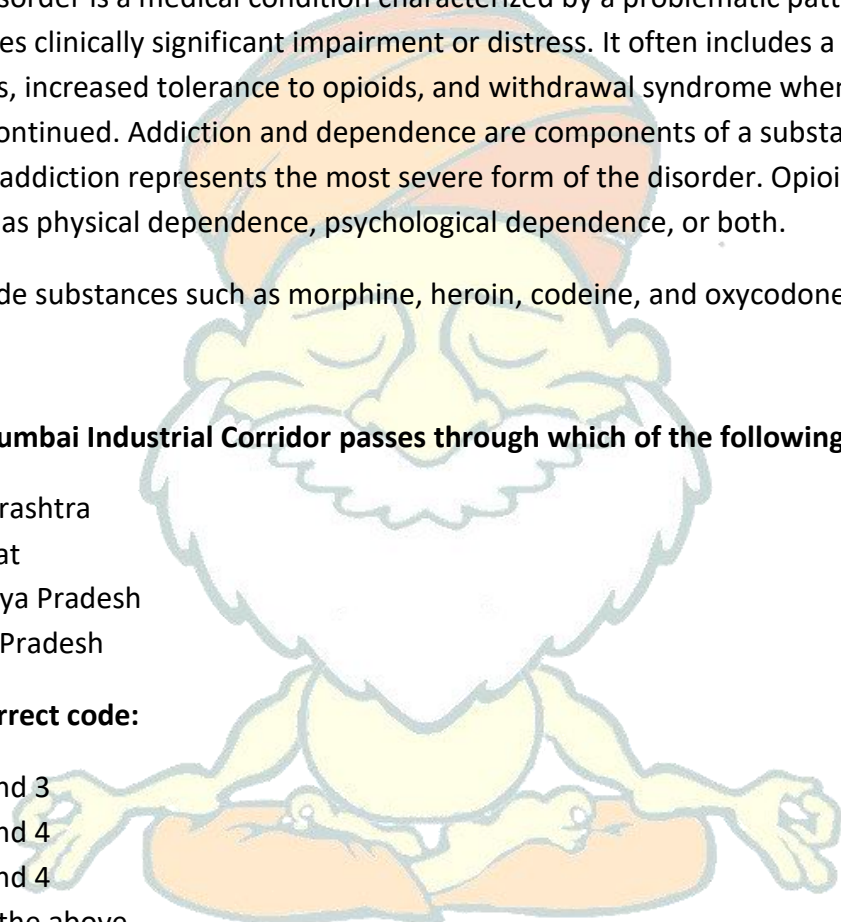 sorder is a medical condition characterized by a problematic patt
es clinically significant impairment or distress. It often includes a
s, increased tolerance to opioids, and withdrawal syndrome when
ontinued. Addiction and dependence are components of a substa
addiction represents the most severe form of the disorder. Opioi
as physical dependence, psychological dependence, or both.
de substances such as morphine, heroin, codeine, and oxycodone
umbai Industrial Corridor passes through which of the following
rashtra
at
ya Pradesh
Pradesh
rrect code:
nd 3
nd 4
nd 4
the above